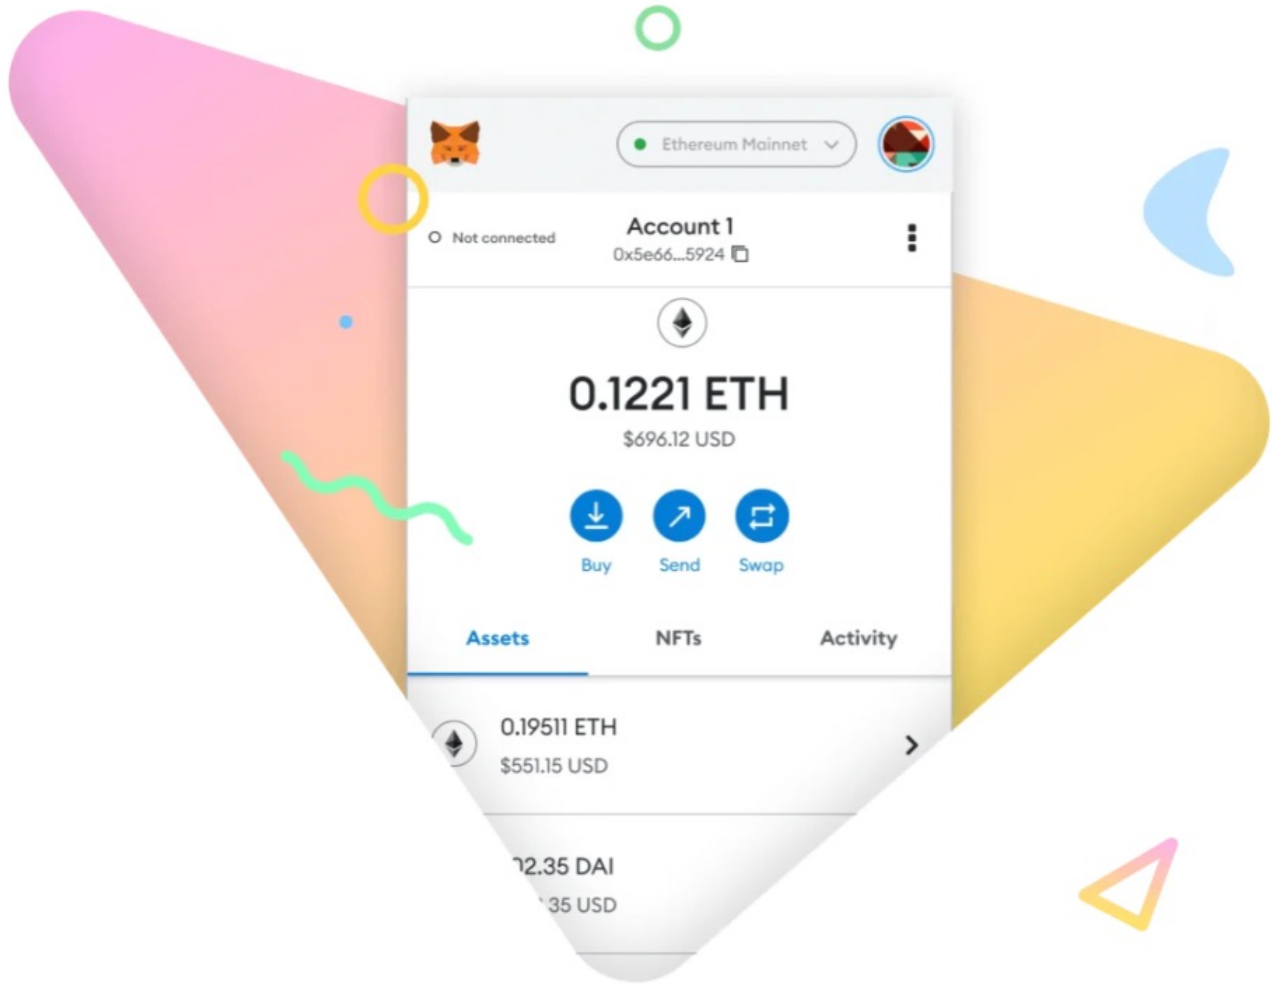 Ethereum Mainnet
Not connected
Account 1
0x5e66...5924
0.1221 ETH
$696.12 USD
Buy Send Swap
Assets NFTs Activity
0.19511 ETH
$551.15 USD
02.35 DAI
.35 USD